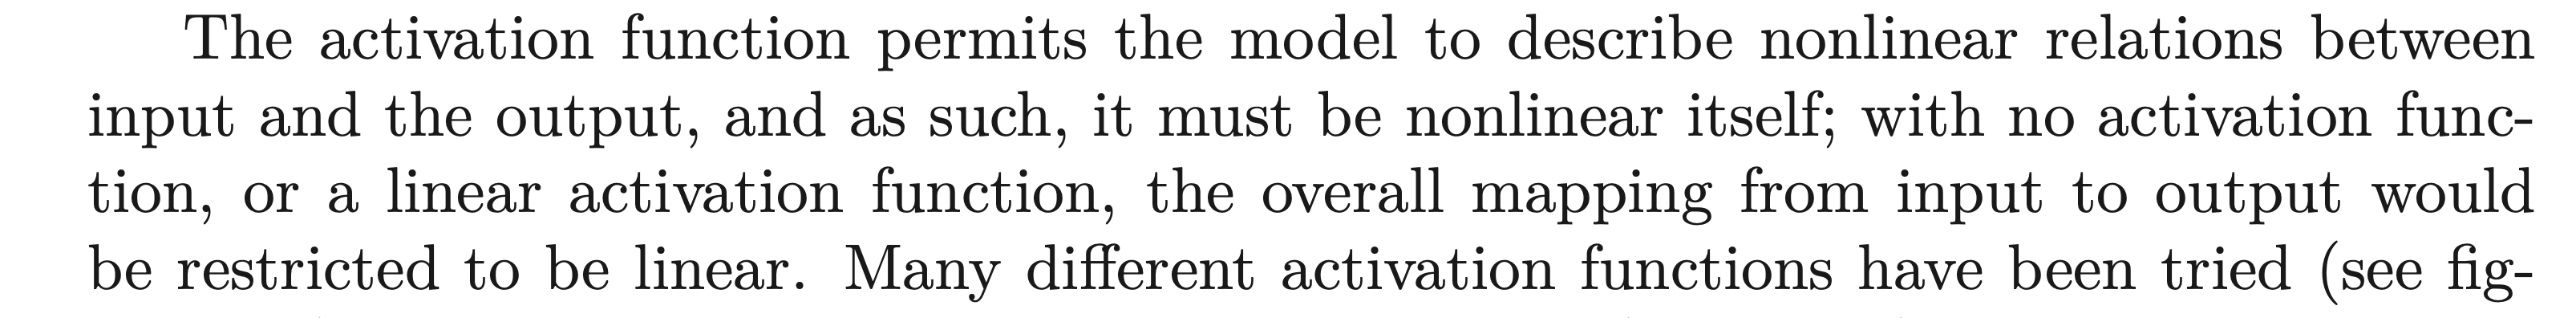 The activation function permits the model to describe nonlinear relations between
input and the output, and as such, it must be nonlinear itself; with no activation func-
tion, or a linear activation function, the overall mapping from input to output would
be restricted to be linear. Many different activation functions have been tried (see fig-